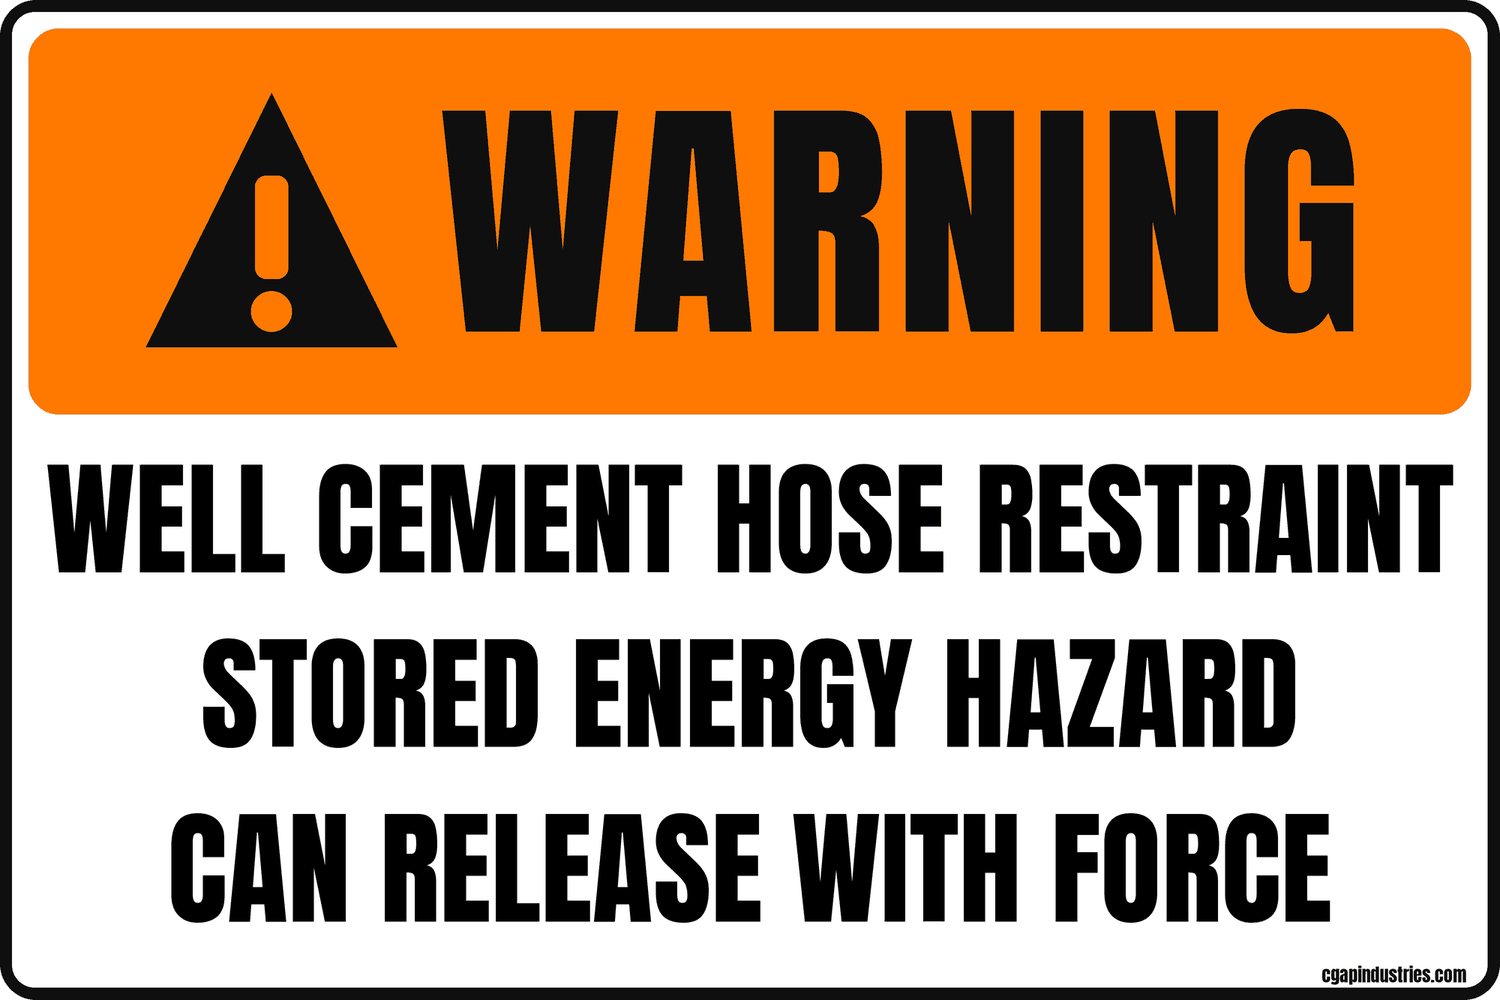 WARNING
WELL CEMENT HOSE RESTRAINT
STORED ENERGY HAZARD
CAN RELEASE WITH FORCE
cgapindustries.com